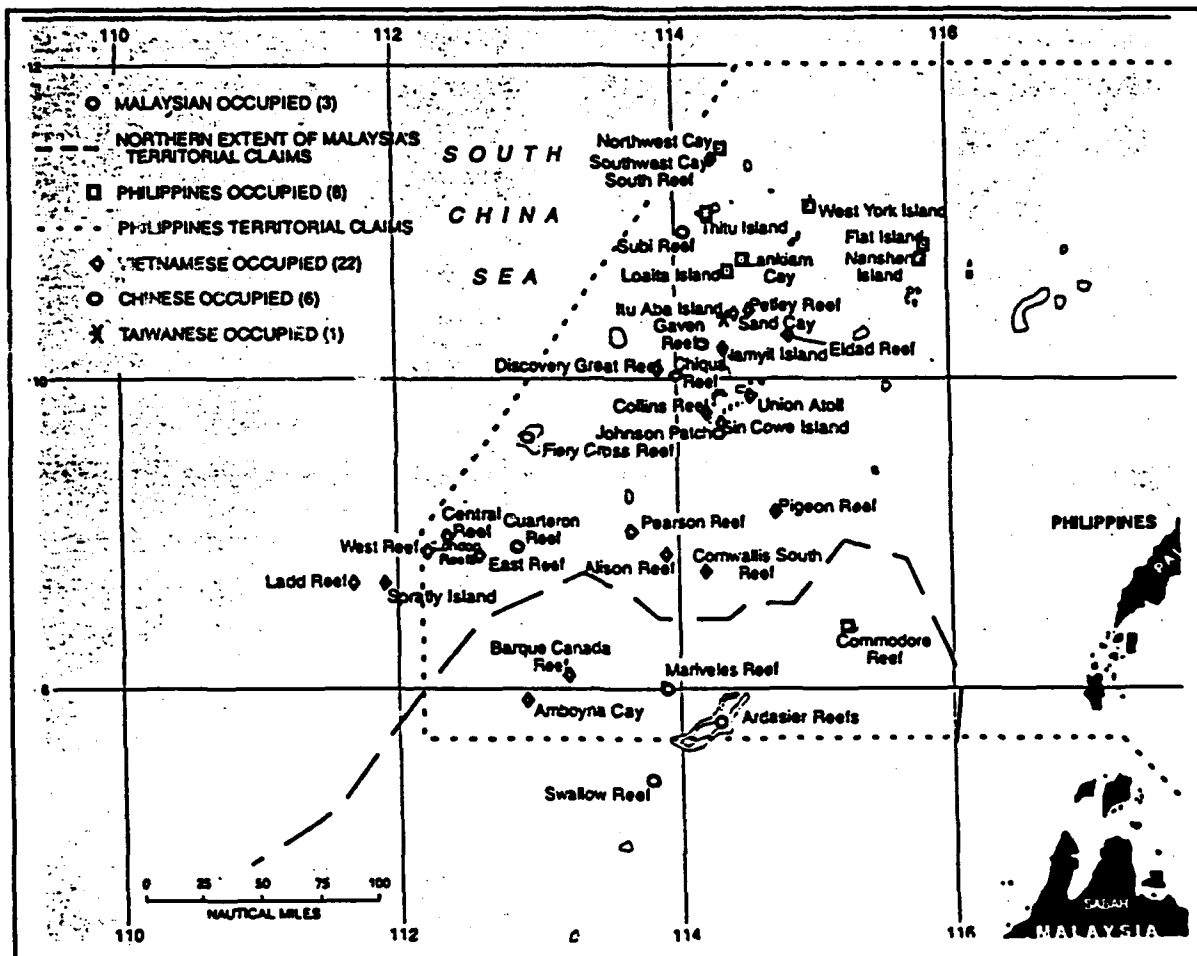 110 112 114 116
12
MALAYSIAN OCCUPIED (3)
NORTHERN EXTENT OF MALAYSIA'S
TERRITORIAL CLAIMS
PHILIPPINES OCCUPIED (8)
PHILIPPINES TERRITORIAL CLAIMS
VIETNAMESE OCCUPIED (22)
CHINESE OCCUPIED (6)
TAIWANESE OCCUPIED (1)
SOUTH
CHINA
SEA
Northwest Cay
Southwest Cay
South Reef
West York Island
Thitu Island
Subi Reef
Flat Island
Nanshan
Island
Lankiam
Cay
Loaita Island
Itu Aba Island
Petley Reef
Sand Cay
Gaven
Reef
Eldad Reef
Namyit Island
Discovery Great Reef
Chiqua
Reef
10
10
Collins Reef
Union Atoll
Johnson Patch
Sin Cowe Island
Fiery Cross Reef
Central
Reef
Cuarteron
Reef
Pearson Reef
Pigeon Reef
PHILIPPINES
West Reef
East Reef
Alison Reef
Cornwallis South
Reef
Ladd Reef
Spratly Island
Commodore
Reef
Barque Canada
Reef
Mariveles Reef
8
8
Amboyna Cay
Ardasier Reefs
Swallow Reef
0 25 50 75 100
NAUTICAL MILES
SABAH
MALAYSIA
110 112 114 116